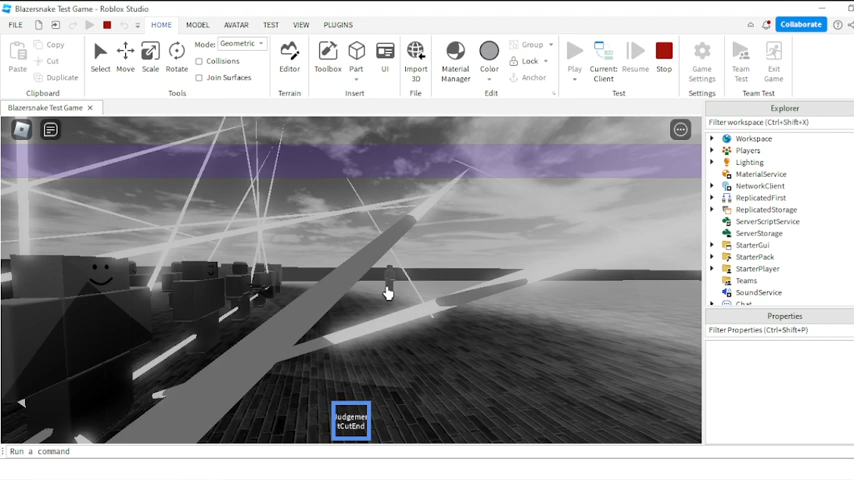 Blazersnake Test Game - Roblox Studio
FILE HOME MODEL AVATAR TEST VIEW PLUGINS Collaborate
Paste Copy Cut Duplicate
Select Move Scale Rotate
Mode: Geometric
Collisions
Join Surfaces
Editor Toolbox Part UI Import 3D Material Manager Color
Group Lock Anchor
Play Current: Client Resume Stop Game Settings Team Test Exit Game
Clipboard Tools Terrain Insert File Edit Test Settings Team Test
Blazersnake Test Game
Explorer
Filter workspace (Ctrl+Shift+X)
Workspace
Players
Lighting
MaterialService
NetworkClient
ReplicatedFirst
ReplicatedStorage
ServerScriptService
ServerStorage
StarterGui
StarterPack
StarterPlayer
Teams
SoundService
Chat
Properties
Filter Properties (Ctrl+Shift+P)
Judgemen
tCutEnd
Run a command